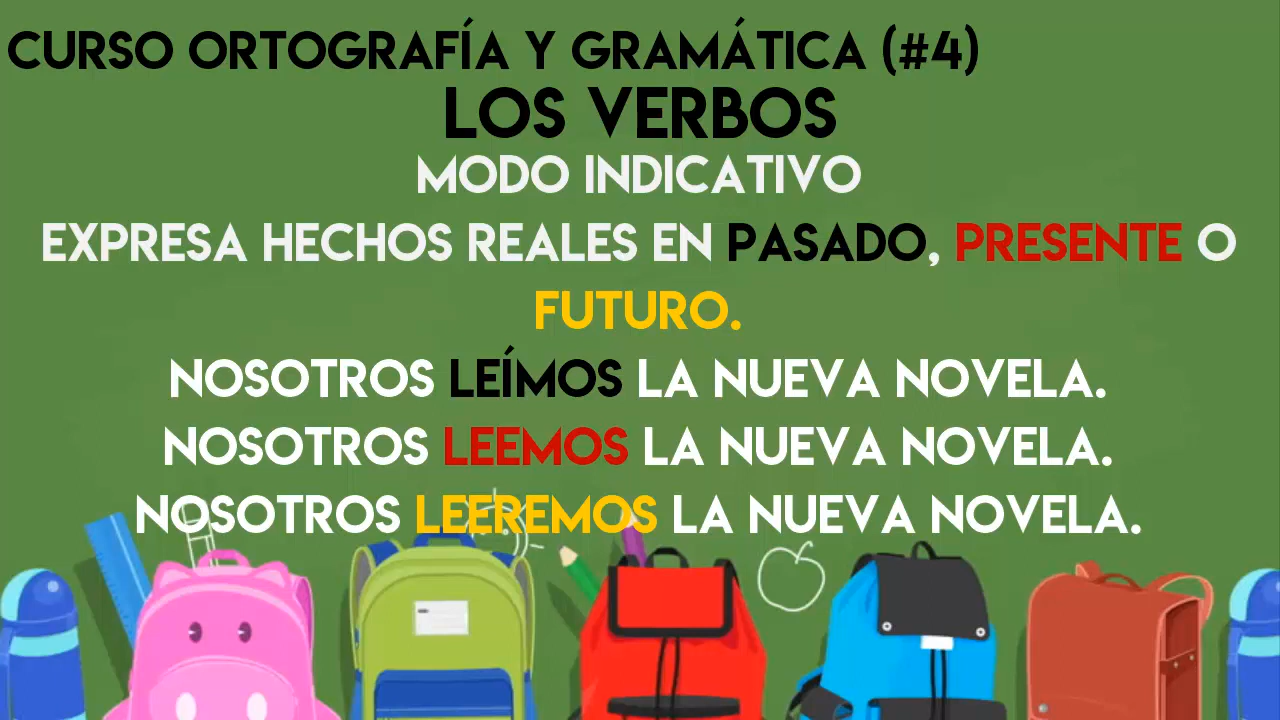 CURSO ORTOGRAFÍA Y GRAMÁTICA (#4)
LOS VERBOS
MODO INDICATIVO
EXPRESA HECHOS REALES EN PASADO, PRESENTE O
FUTURO.
NOSOTROS LEÍMOS LA NUEVA NOVELA.
NOSOTROS LEEMOS LA NUEVA NOVELA.
NOSOTROS LEEREMOS LA NUEVA NOVELA.